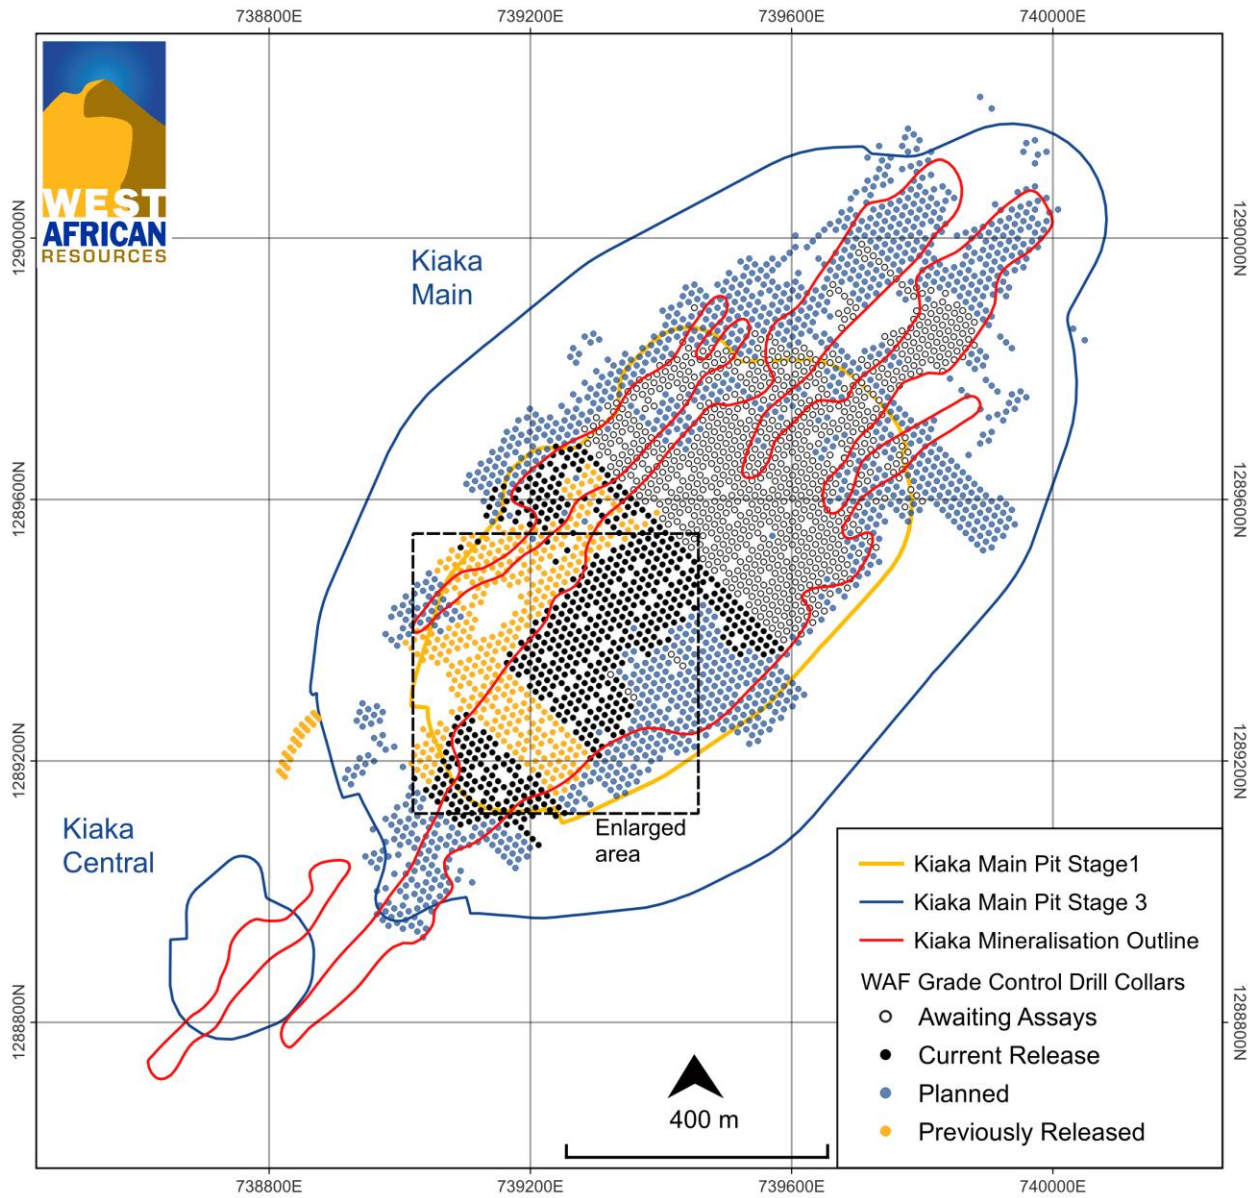 738800E
739200E
739600E
740000E
WEST
AFRICAN
RESOURCES
1290000N
1290000N
Kiaka
Main
1289600N
1289600N
1289200N
1289200N
Enlarged
area
Kiaka
Central
Kiaka Main Pit Stage1
Kiaka Main Pit Stage 3
Kiaka Mineralisation Outline
WAF Grade Control Drill Collars
Awaiting Assays
Current Release
Planned
Previously Released
1288800N
1288800N
400 m
738800E
739200E
739600E
740000E